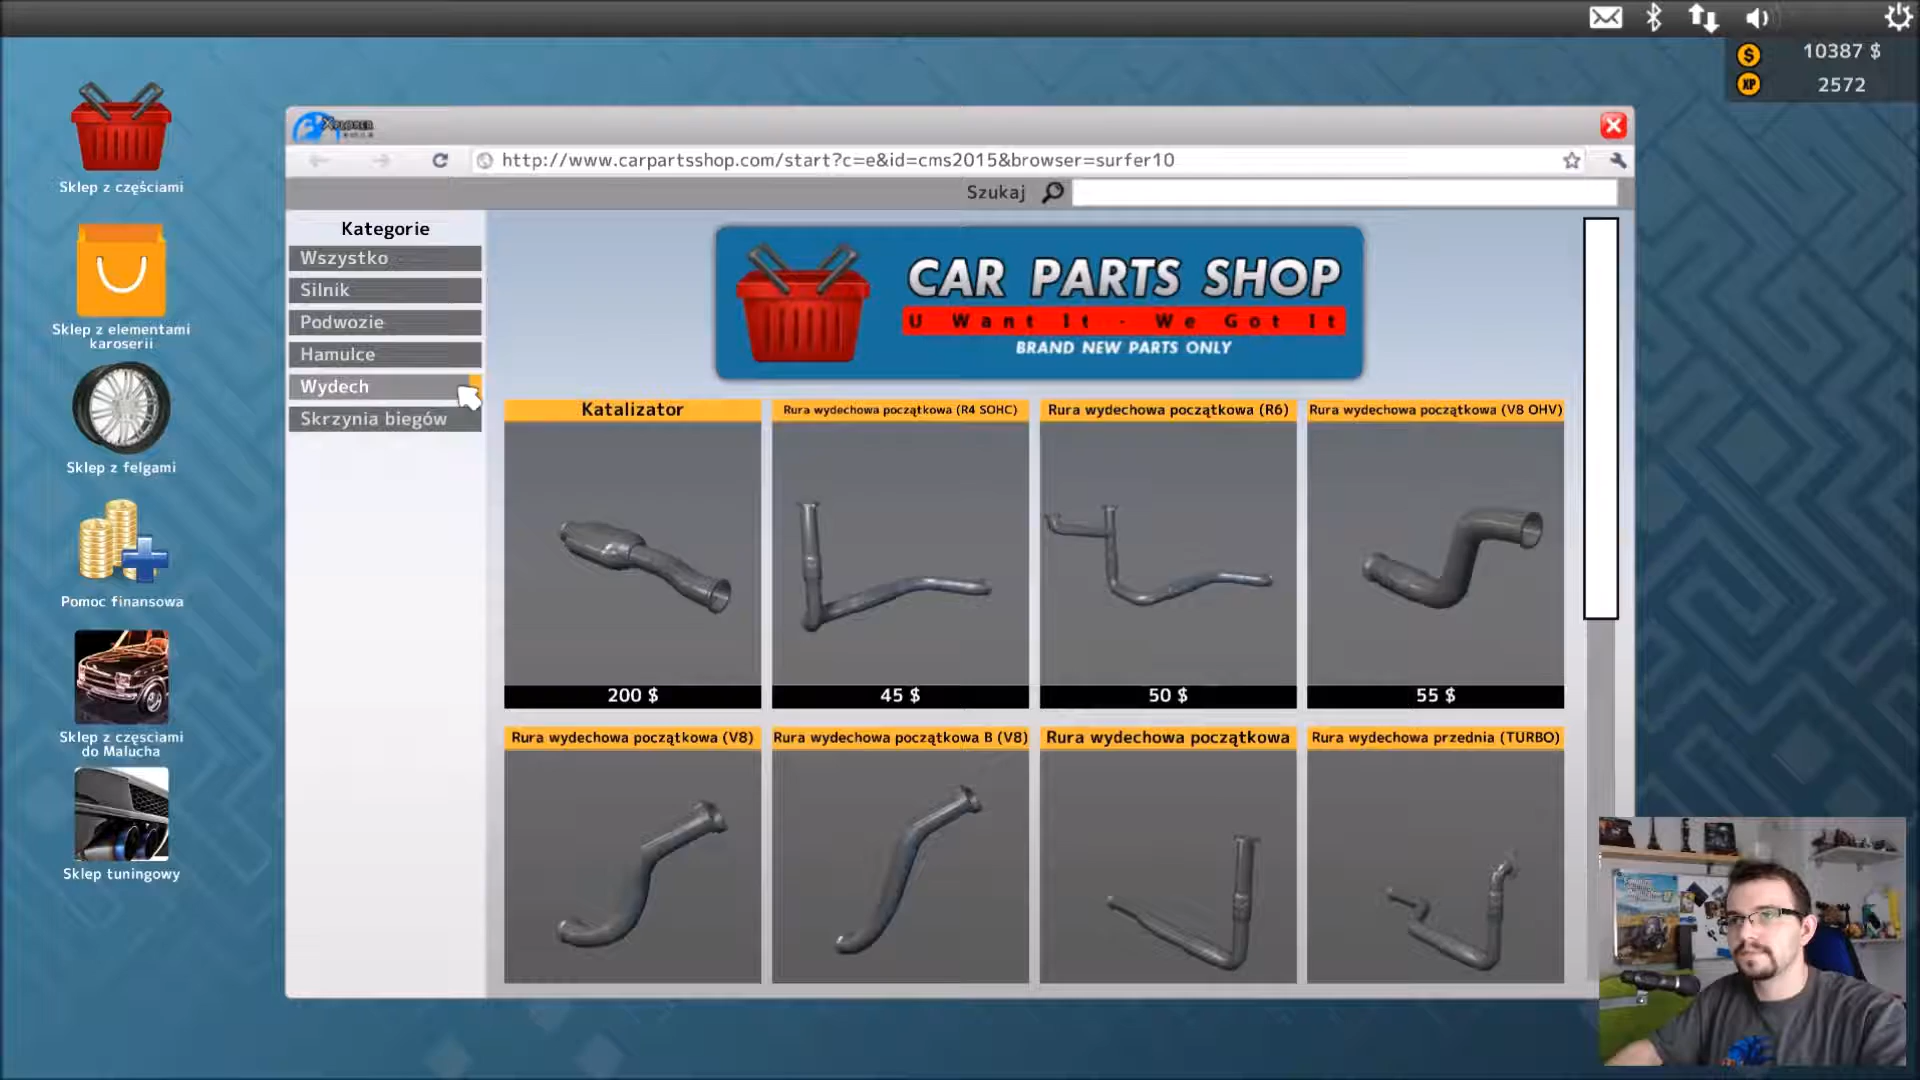 10387 $
2572
Sklep z częściami
Sklep z elementami
karoserii
Sklep z felgami
Pomoc finansowa
Sklep z częsciami
do Malucha
Sklep tuningowy
XPLORER
http://www.carpartsshop.com/start?c=e&id=cms2015&browser=surfer10
Szukaj
Kategorie
Wszystko
Silnik
Podwozie
Hamulce
Wydech
Skrzynia biegów
CAR PARTS SHOP
U Want It - We Got It
BRAND NEW PARTS ONLY
Katalizator
Rura wydechowa początkowa (R4 SOHC)
Rura wydechowa początkowa (R6)
Rura wydechowa początkowa (V8 OHV)
200 $
45 $
50 $
55 $
Rura wydechowa początkowa (V8)
Rura wydechowa początkowa B (V8)
Rura wydechowa początkowa
Rura wydechowa przednia (TURBO)